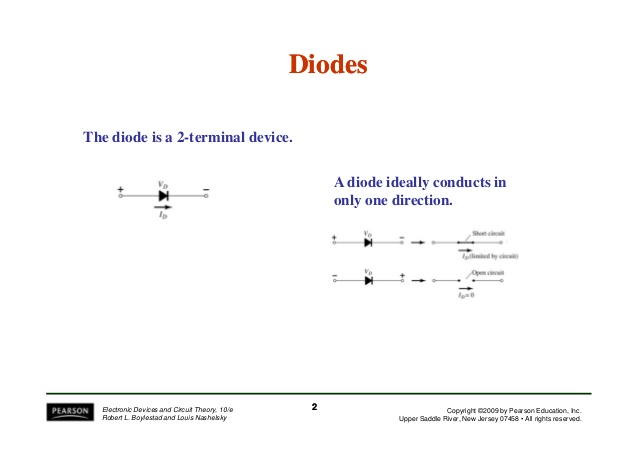 Diodes
The diode is a 2-terminal device.
+ V_D −
I_D
A diode ideally conducts in
only one direction.
+ V_D − Short circuit
I_D (limited by circuit)
− V_D + Open circuit
I_D = 0
PEARSON
Electronic Devices and Circuit Theory, 10/e
Robert L. Boylestad and Louis Nashelsky
2
Copyright ©2009 by Pearson Education, Inc.
Upper Saddle River, New Jersey 07458 • All rights reserved.